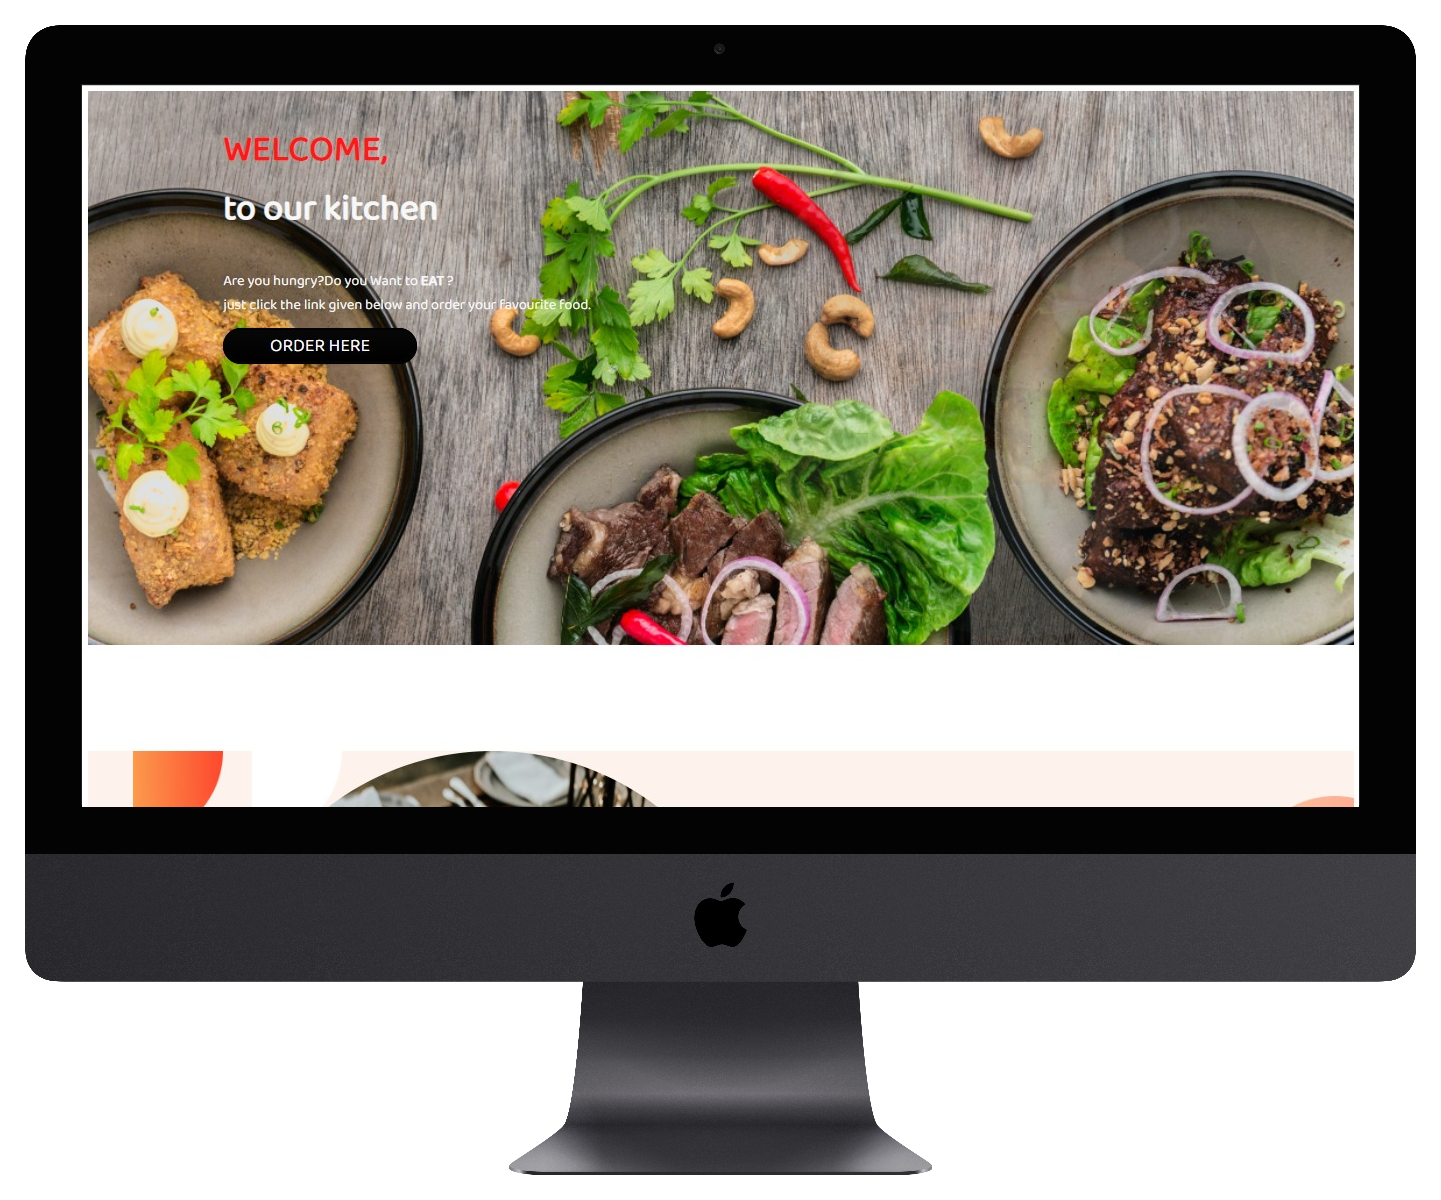 WELCOME,
to our kitchen
Are you hungry?Do you Want to EAT ?
just click the link given below and order your favourite food.
ORDER HERE